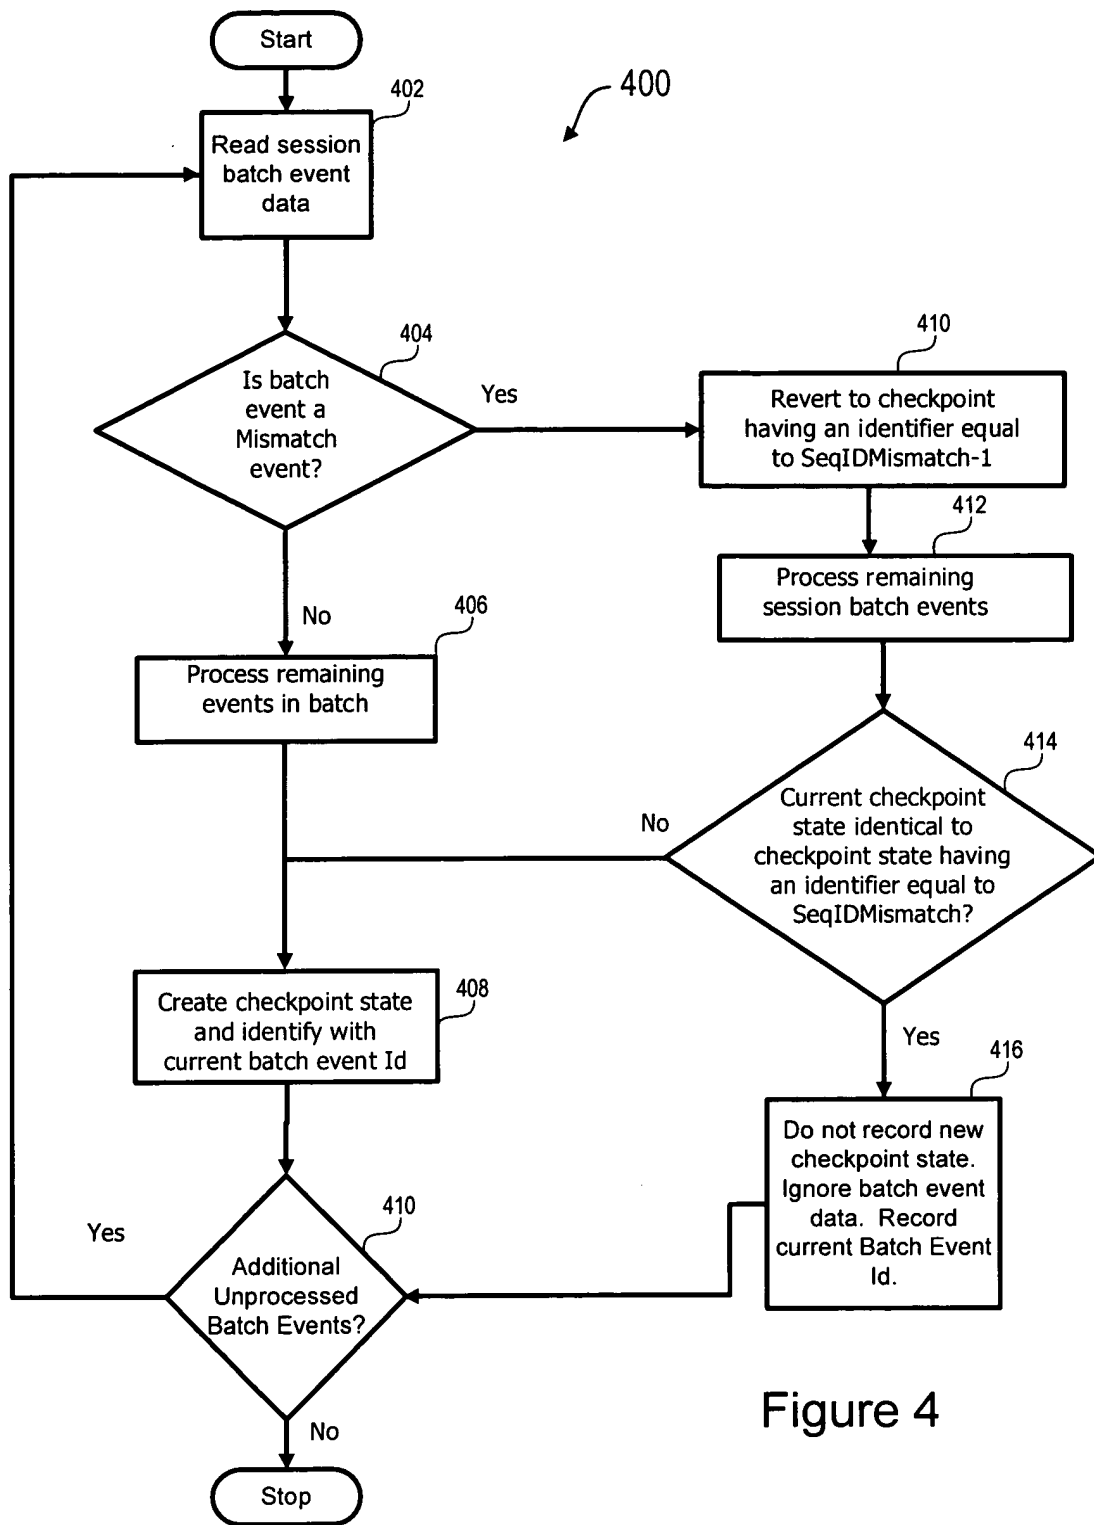 Start
400
402
Read session
batch event
data
404
Is batch
event a
Mismatch
event?
Yes
410
Revert to checkpoint
having an identifier equal
to SeqIDMismatch-1
412
Process remaining
session batch events
No
406
Process remaining
events in batch
414
Current checkpoint
state identical to
checkpoint state having
an identifier equal to
SeqIDMismatch?
No
408
Create checkpoint state
and identify with
current batch event Id
Yes
416
Do not record new
checkpoint state.
Ignore batch event
data. Record
current Batch Event
Id.
410
Additional
Unprocessed
Batch Events?
Yes
No
Stop
Figure 4